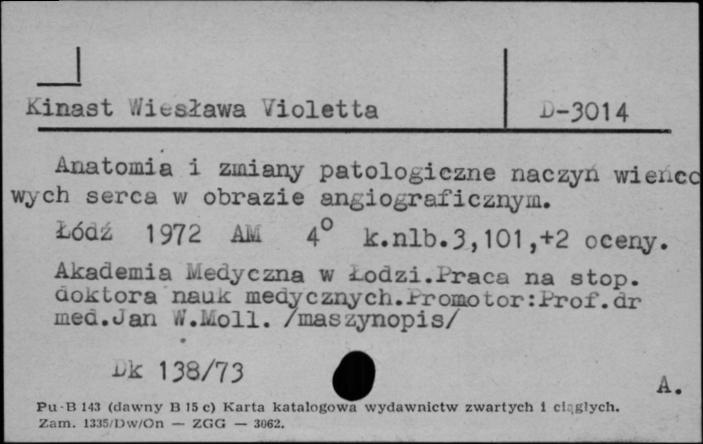 Kinast Wiesława Violetta D-3014
Anatomia i zmiany patologiczne naczyń wieńco
wych serca w obrazie angiograficznym.
Łódź 1972 AM 4° k.nlb.3,101,+2 oceny.
Akademia Medyczna w Łodzi.Praca na stop.
doktora nauk medycznych.Promotor:Prof.dr
med.Jan W.Moll. /maszynopis/
Dk 138/73
A.
Pu-B 143 (dawny B 15 c) Karta katalogowa wydawnictw zwartych i ciągłych.
Zam. 1335/Dw/On — ZGG — 3062.